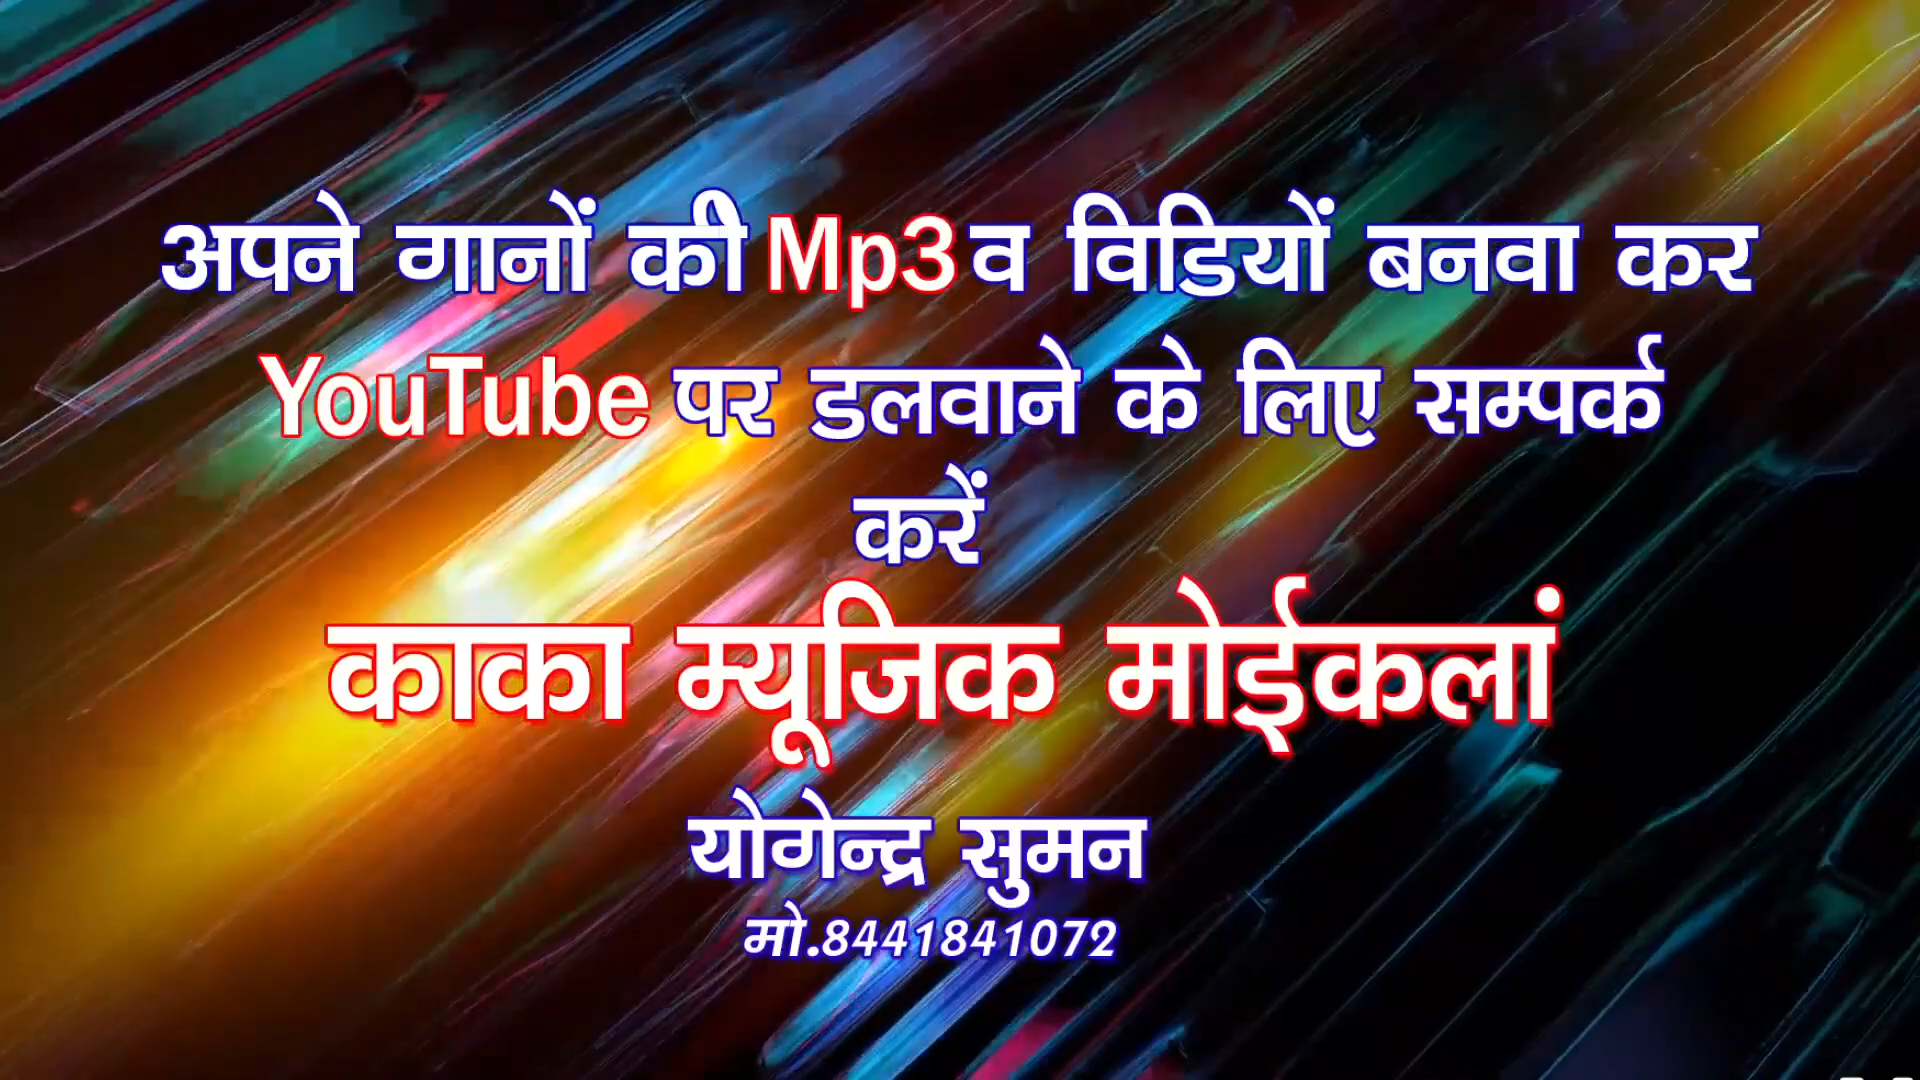 अपने गानों की Mp3 व विडियों बनवा कर
YouTube पर डलवाने के लिए सम्पर्क
करें
काका म्यूजिक मोईकलां
योगेन्द्र सुमन
मो.8441841072